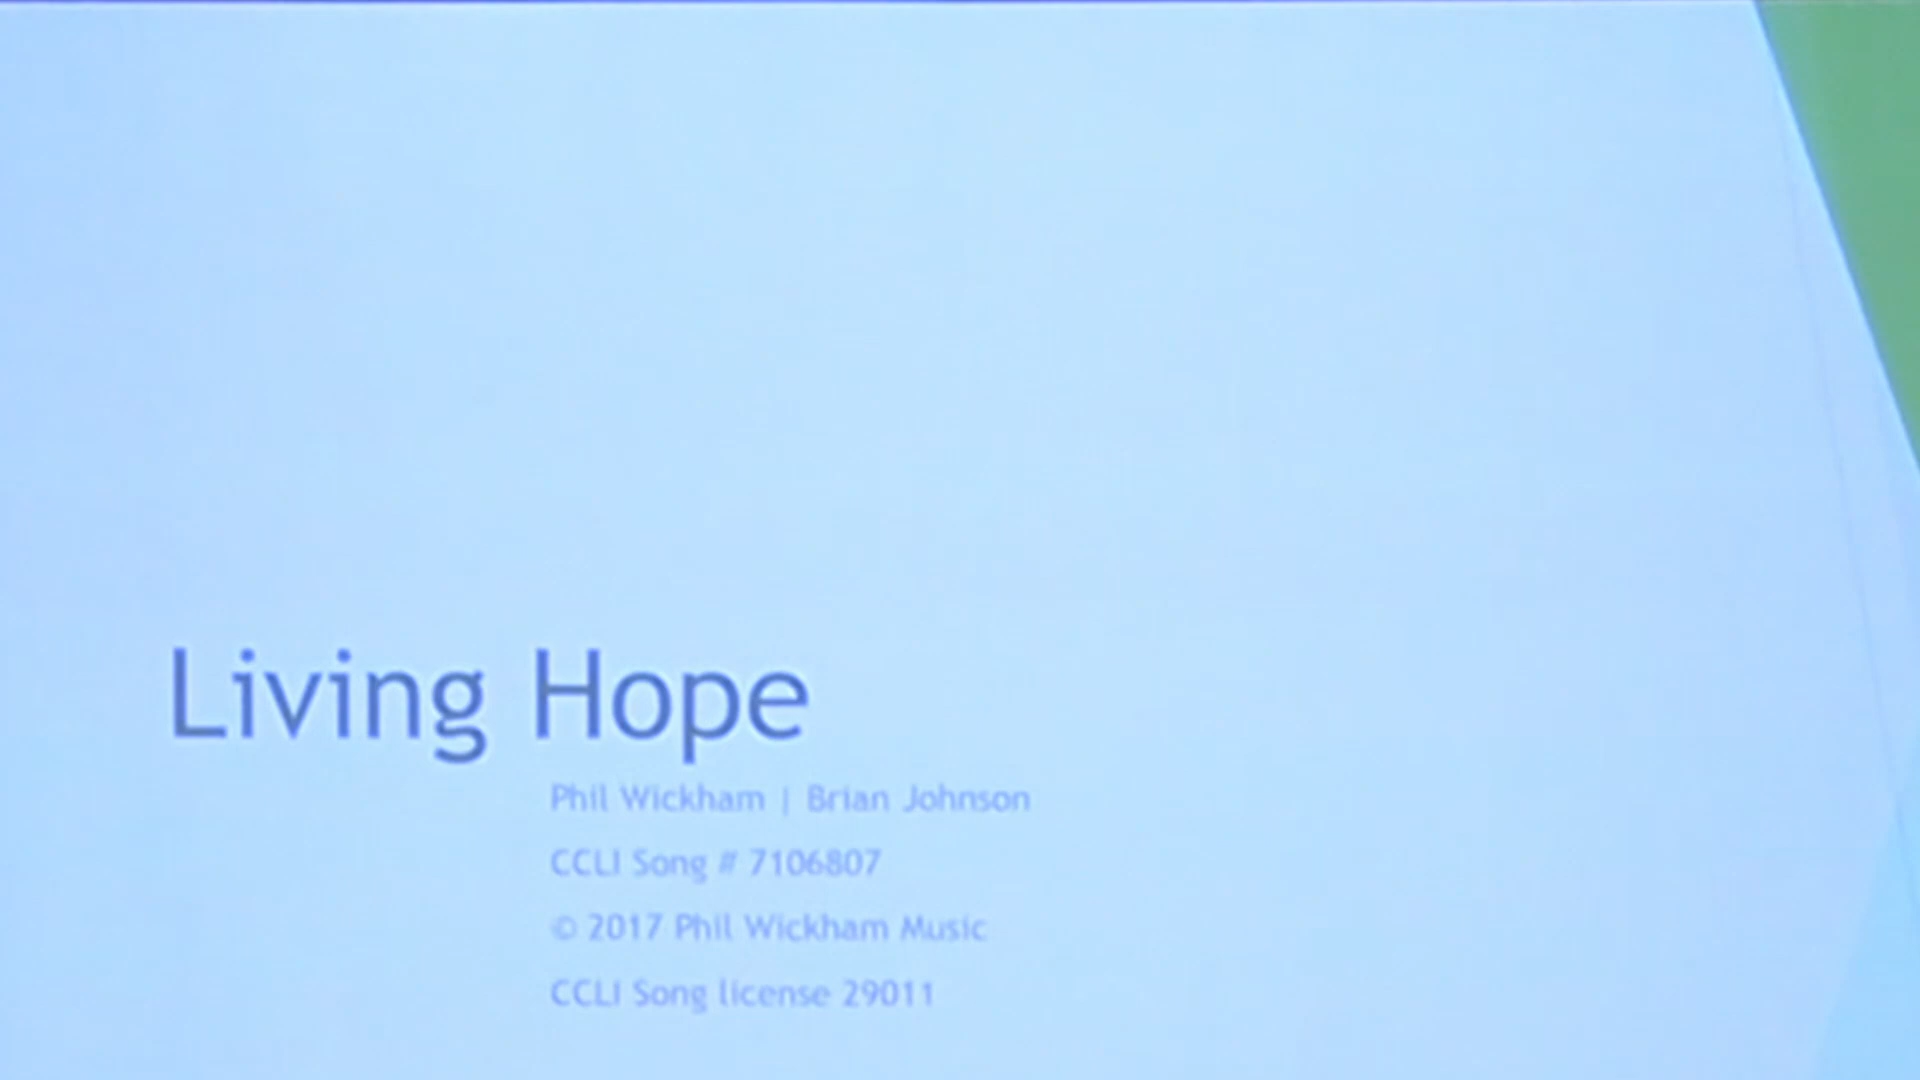 Living Hope
Phil Wickham | Brian Johnson
CCLI Song # 7106807
© 2017 Phil Wickham Music
CCLI Song license 29011